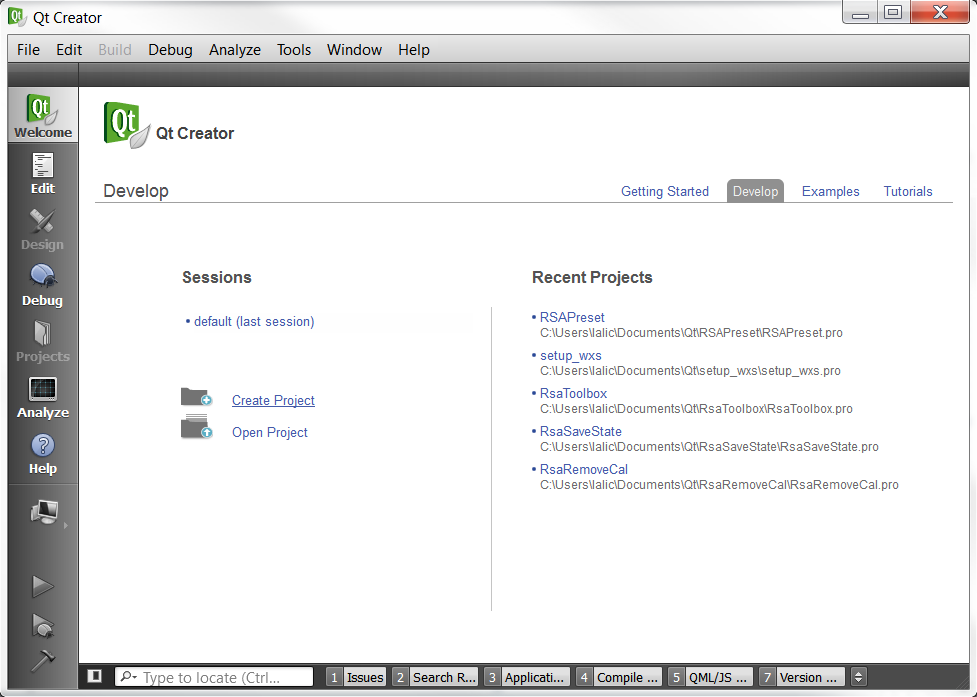 Qt Creator
File Edit Build Debug Analyze Tools Window Help
Qt
Welcome
Edit
Design
Debug
Projects
Analyze
Help
Qt Qt Creator
Develop Getting Started Develop Examples Tutorials
Sessions
default (last session)
Create Project
Open Project
Recent Projects
RSAPreset
C:\Users\lalic\Documents\Qt\RSAPreset\RSAPreset.pro
setup_wxs
C:\Users\lalic\Documents\Qt\setup_wxs\setup_wxs.pro
RsaToolbox
C:\Users\lalic\Documents\Qt\RsaToolbox\RsaToolbox.pro
RsaSaveState
C:\Users\lalic\Documents\Qt\RsaSaveState\RsaSaveState.pro
RsaRemoveCal
C:\Users\lalic\Documents\Qt\RsaRemoveCal\RsaRemoveCal.pro
Type to locate (Ctrl... 1 Issues 2 Search R... 3 Applicati... 4 Compile ... 5 QML/JS ... 7 Version ...